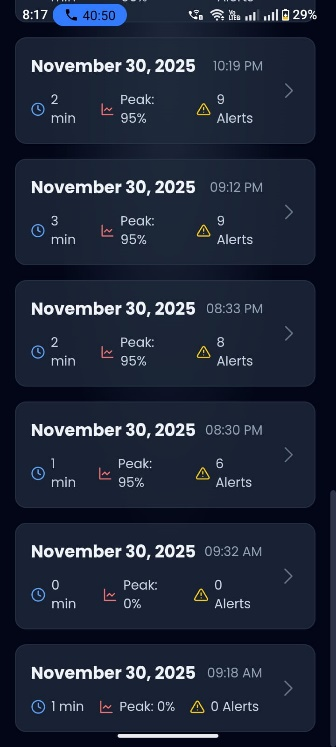 8:17 40:50 29%
November 30, 2025 10:19 PM
2 Peak: 9
min 95% Alerts
November 30, 2025 09:12 PM
3 Peak: 9
min 95% Alerts
November 30, 2025 08:33 PM
2 Peak: 8
min 95% Alerts
November 30, 2025 08:30 PM
1 Peak: 6
min 95% Alerts
November 30, 2025 09:32 AM
0 Peak: 0
min 0% Alerts
November 30, 2025 09:18 AM
1 min Peak: 0% 0 Alerts